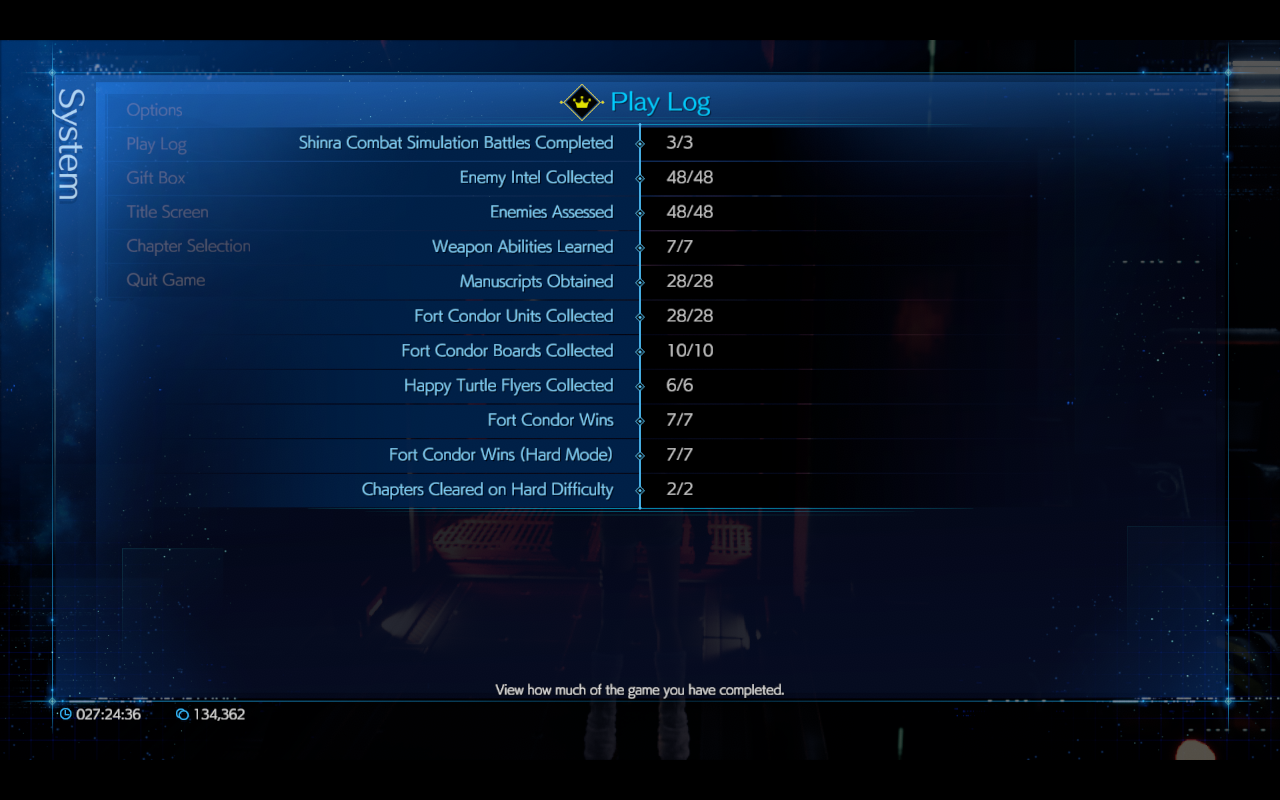 System
Options
Play Log
Gift Box
Title Screen
Chapter Selection
Quit Game
Play Log
Shinra Combat Simulation Battles Completed 3/3
Enemy Intel Collected 48/48
Enemies Assessed 48/48
Weapon Abilities Learned 7/7
Manuscripts Obtained 28/28
Fort Condor Units Collected 28/28
Fort Condor Boards Collected 10/10
Happy Turtle Flyers Collected 6/6
Fort Condor Wins 7/7
Fort Condor Wins (Hard Mode) 7/7
Chapters Cleared on Hard Difficulty 2/2
View how much of the game you have completed.
027:24:36 134,362